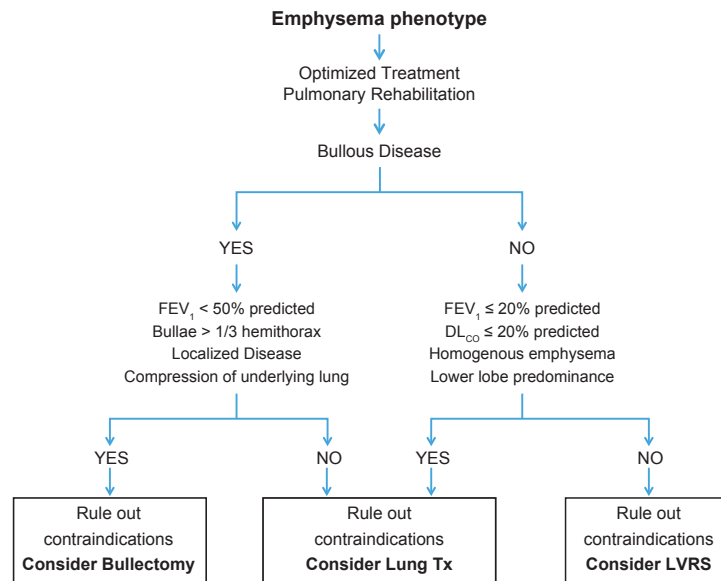 Emphysema phenotype
Optimized Treatment
Pulmonary Rehabilitation
Bullous Disease
YES
NO
FEV₁ < 50% predicted
Bullae > 1/3 hemithorax
Localized Disease
Compression of underlying lung
FEV₁ ≤ 20% predicted
DL_CO ≤ 20% predicted
Homogenous emphysema
Lower lobe predominance
YES
NO
YES
NO
Rule out
contraindications
Consider Bullectomy
Rule out
contraindications
Consider Lung Tx
Rule out
contraindications
Consider LVRS